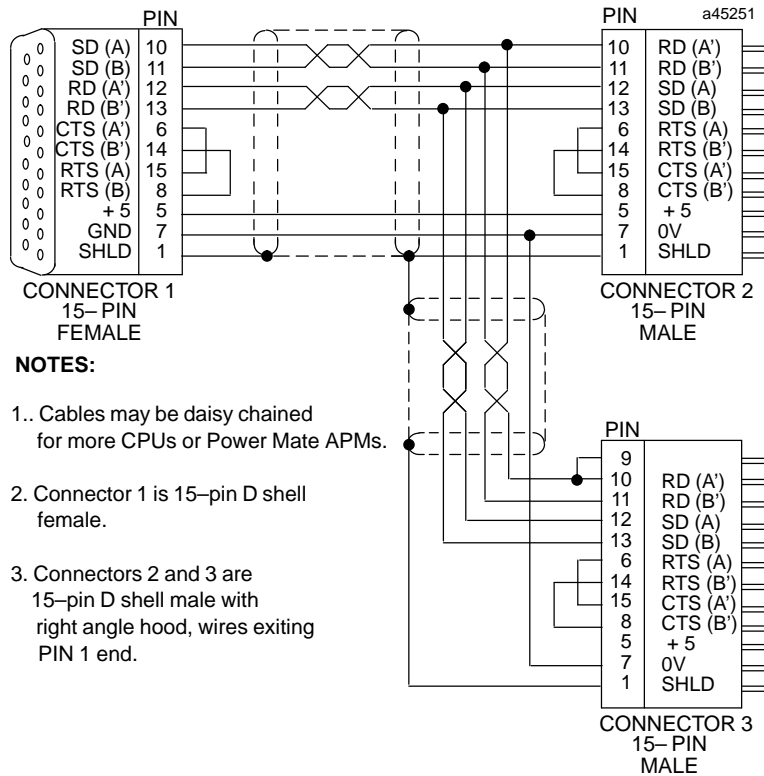 PIN
SD (A) 10
SD (B) 11
RD (A') 12
RD (B') 13
CTS (A') 6
CTS (B') 14
RTS (A) 15
RTS (B) 8
+ 5 5
GND 7
SHLD 1
CONNECTOR 1
15– PIN
FEMALE
PIN a45251
10 RD (A')
11 RD (B')
12 SD (A)
13 SD (B)
6 RTS (A)
14 RTS (B')
15 CTS (A')
8 CTS (B')
5 + 5
7 0V
1 SHLD
CONNECTOR 2
15– PIN
MALE
NOTES:
1.. Cables may be daisy chained
for more CPUs or Power Mate APMs.
2. Connector 1 is 15–pin D shell
female.
3. Connectors 2 and 3 are
15–pin D shell male with
right angle hood, wires exiting
PIN 1 end.
PIN
9
10 RD (A')
11 RD (B')
12 SD (A)
13 SD (B)
6 RTS (A)
14 RTS (B')
15 CTS (A')
8 CTS (B')
5 + 5
7 0V
1 SHLD
CONNECTOR 3
15– PIN
MALE